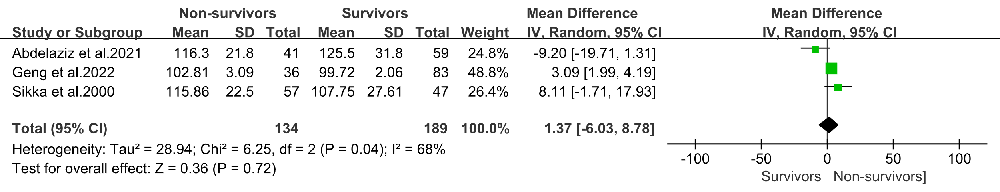 Non-survivors Survivors Mean Difference Mean Difference
Study or Subgroup Mean SD Total Mean SD Total Weight IV, Random, 95% CI IV, Random, 95% CI
Abdelaziz et al.2021 116.3 21.8 41 125.5 31.8 59 24.8% -9.20 [-19.71, 1.31]
Geng et al.2022 102.81 3.09 36 99.72 2.06 83 48.8% 3.09 [1.99, 4.19]
Sikka et al.2000 115.86 22.5 57 107.75 27.61 47 26.4% 8.11 [-1.71, 17.93]
Total (95% CI) 134 189 100.0% 1.37 [-6.03, 8.78]
Heterogeneity: Tau² = 28.94; Chi² = 6.25, df = 2 (P = 0.04); I² = 68%
Test for overall effect: Z = 0.36 (P = 0.72)
-100 -50 0 50 100
Survivors Non-survivors]